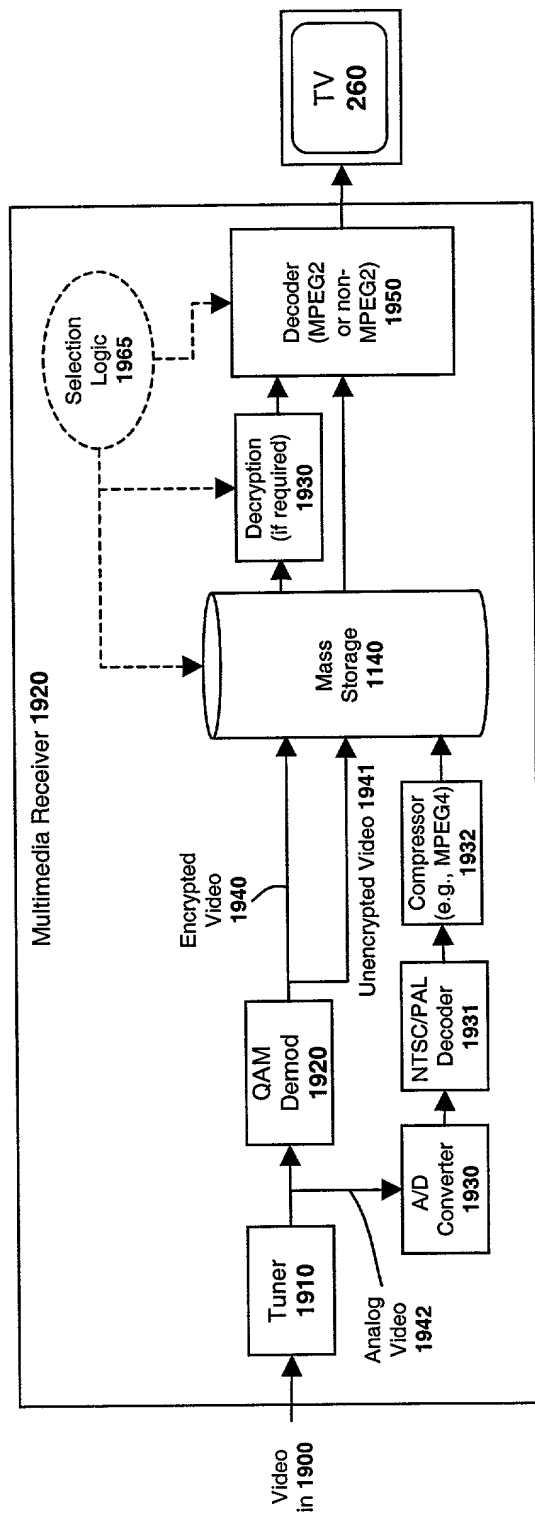 Multimedia Receiver 1920
Video
in 1900
Tuner
1910
Analog
Video
1942
QAM
Demod
1920
A/D
Converter
1930
NTSC/PAL
Decoder
1931
Compressor
(e.g., MPEG4)
1932
Encrypted
Video
1940
Unencrypted Video 1941
Mass
Storage
1140
Decryption
(if required)
1930
Selection
Logic
1965
Decoder
(MPEG2
or non-
MPEG2)
1950
TV
260